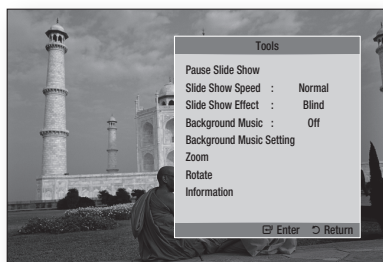 Tools
Pause Slide Show
Slide Show Speed : Normal
Slide Show Effect : Blind
Background Music : Off
Background Music Setting
Zoom
Rotate
Information
Enter Return